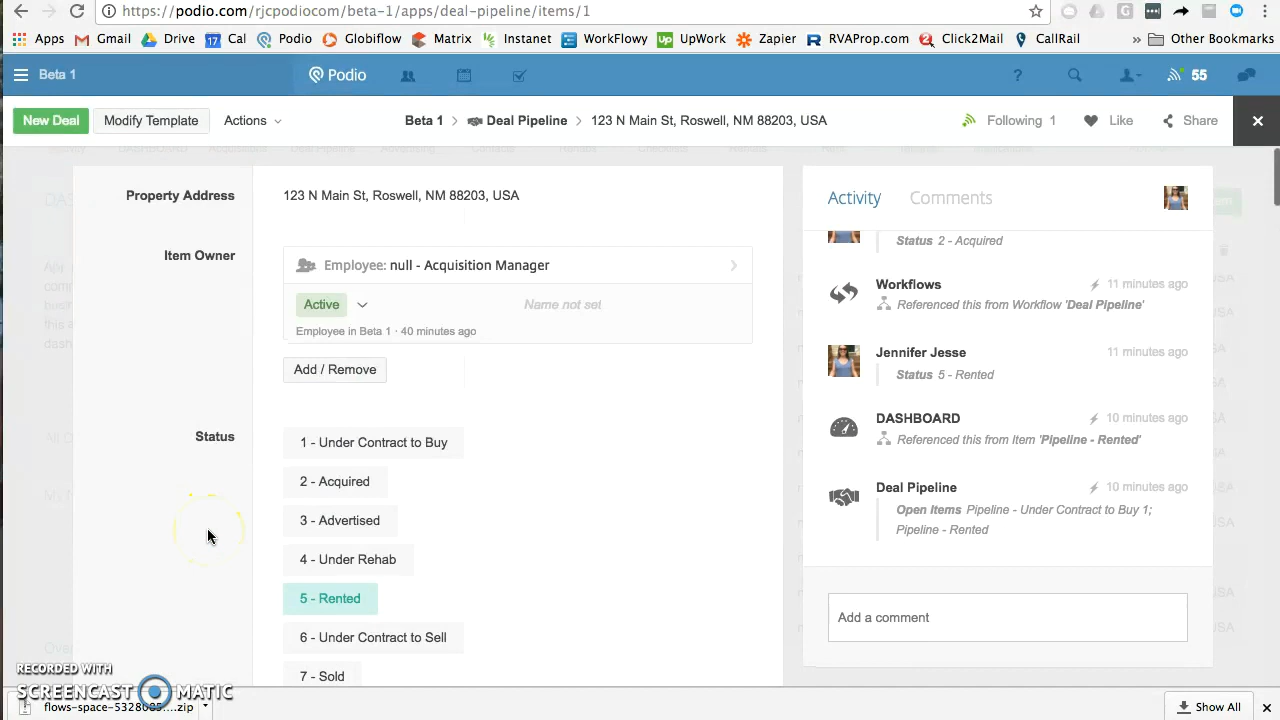 https://podio.com/rjcpodiocom/beta-1/apps/deal-pipeline/items/1
Apps Gmail Drive 17 Cal Podio Globiflow Matrix Instanet WorkFlowy Up UpWork Zapier RVAProp.com Click2Mail CallRail » Other Bookmarks
Beta 1 Podio ? 55
New Deal Modify Template Actions Beta 1 > Deal Pipeline > 123 N Main St, Roswell, NM 88203, USA Following 1 Like Share
Property Address 123 N Main St, Roswell, NM 88203, USA
Item Owner
Employee: null - Acquisition Manager
Active Name not set
Employee in Beta 1 · 40 minutes ago
Add / Remove
Status
1 - Under Contract to Buy
2 - Acquired
3 - Advertised
4 - Under Rehab
5 - Rented
6 - Under Contract to Sell
7 - Sold
Activity Comments
Status 2 - Acquired
Workflows 11 minutes ago
Referenced this from Workflow 'Deal Pipeline'
Jennifer Jesse 11 minutes ago
Status 5 - Rented
DASHBOARD 10 minutes ago
Referenced this from Item 'Pipeline - Rented'
Deal Pipeline 10 minutes ago
Open Items Pipeline - Under Contract to Buy 1;
Pipeline - Rented
Add a comment
RECORDED WITH
SCREENCAST MATIC
flows-space-5328085....zip Show All